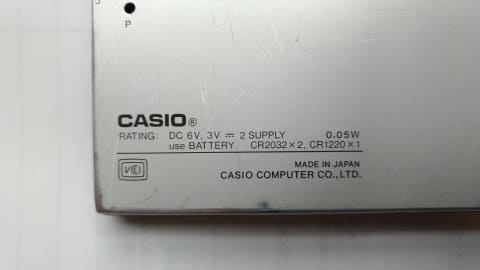 P
CASIO®
RATING: DC 6V, 3V ⎓ 2 SUPPLY 0.05W
use BATTERY CR2032×2, CR1220×1
VCI
MADE IN JAPAN
CASIO COMPUTER CO., LTD.